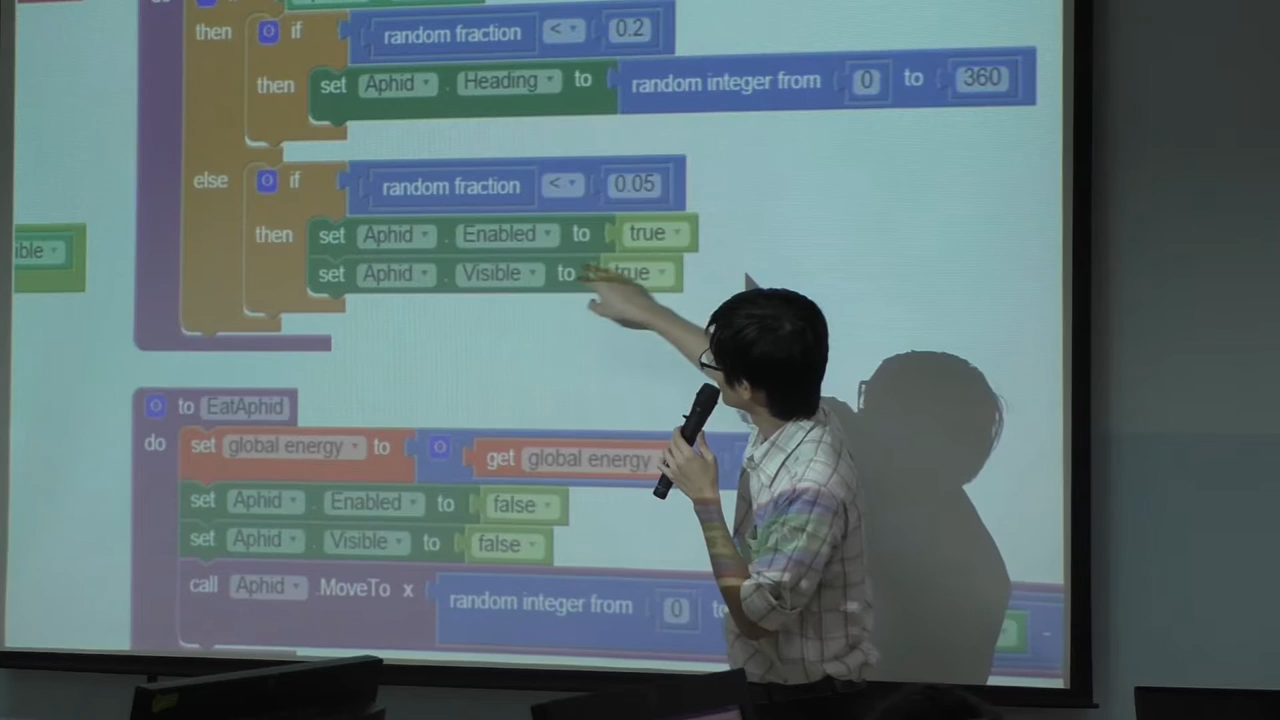 then if random fraction < 0.2
then set Aphid . Heading to random integer from 0 to 360
else if random fraction < 0.05
then set Aphid . Enabled to true
set Aphid . Visible to true
ible
to EatAphid
do set global energy to get global energy
set Aphid . Enabled to false
set Aphid . Visible to false
call Aphid .MoveTo x random integer from 0 to
-